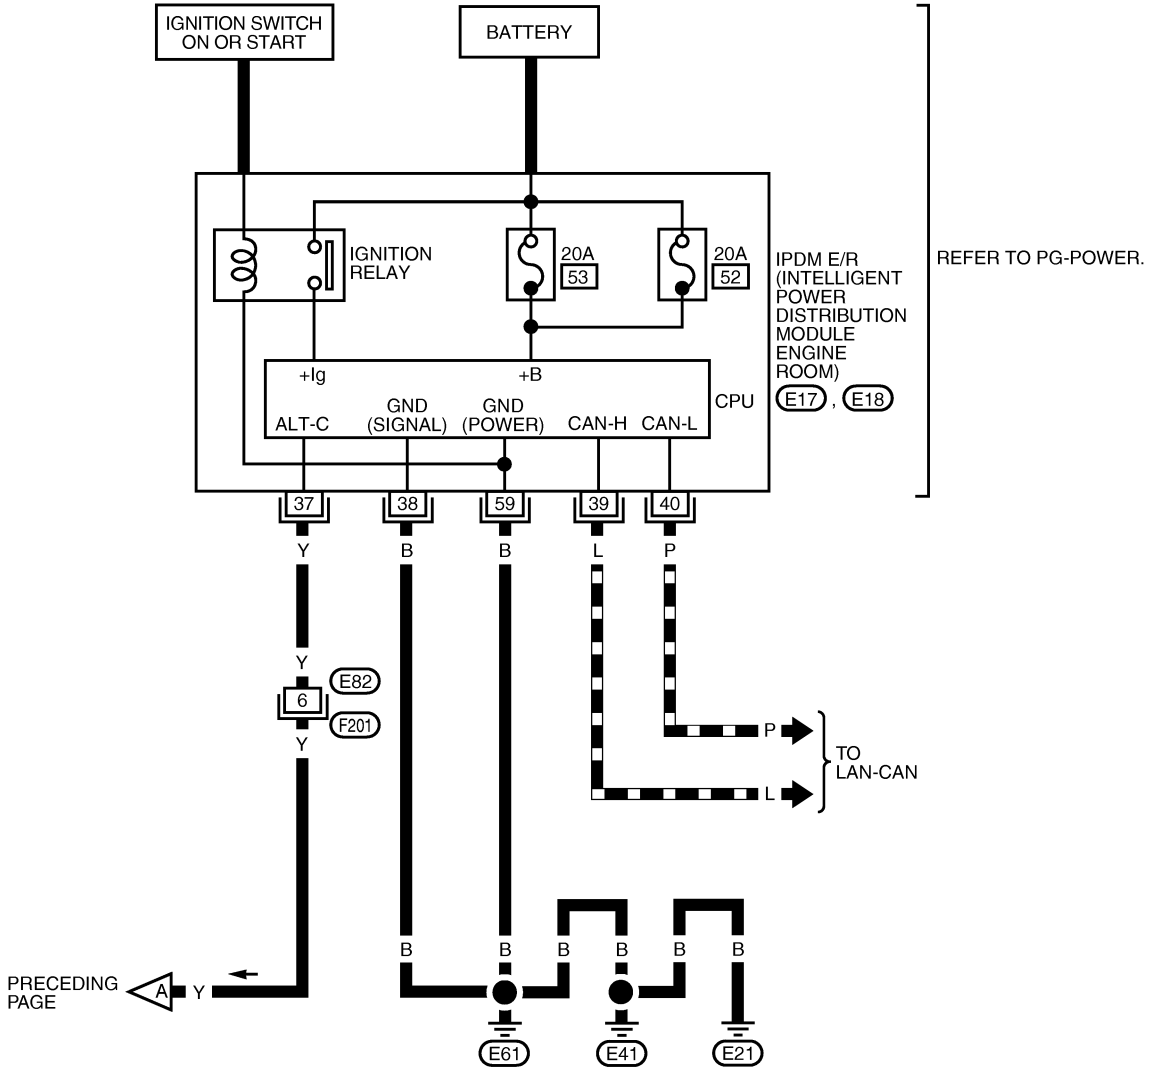 IGNITION SWITCH
ON OR START
BATTERY
IGNITION
RELAY
20A
53
20A
52
IPDM E/R
(INTELLIGENT
POWER
DISTRIBUTION
MODULE
ENGINE
ROOM)
E17 , E18
REFER TO PG-POWER.
+Ig
+B
CPU
ALT-C
GND
(SIGNAL)
GND
(POWER)
CAN-H
CAN-L
37
38
59
39
40
Y
B
B
L
P
Y
E82
6
F201
Y
P
L
TO
LAN-CAN
B
B
B
B
B
B
PRECEDING
PAGE
A
Y
E61
E41
E21